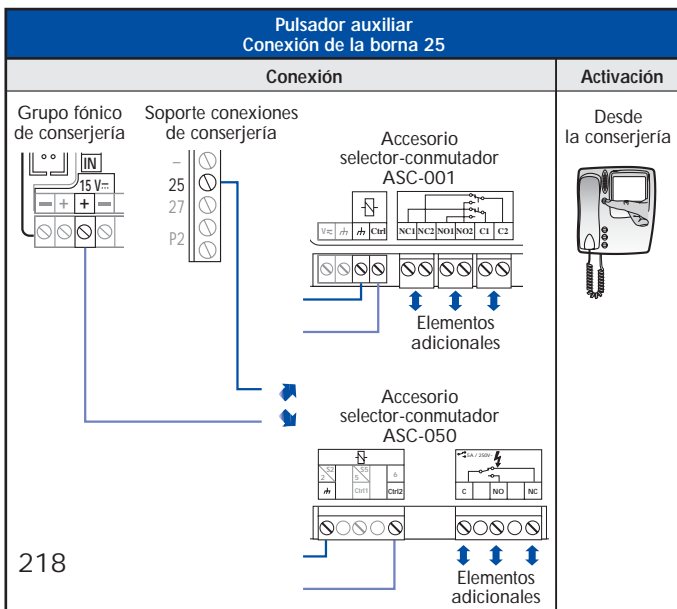 Pulsador auxiliar
Conexión de la borna 25
Conexión
Activación
Grupo fónico
de conserjería
IN
15 V
— + + —
Soporte conexiones
de conserjería
–
25
27
P2
Accesorio
selector-conmutador
ASC-001
V Ctrl
NC1 NC2 NO1 NO2 C1 C2
Elementos
adicionales
Desde
la conserjería
Accesorio
selector-conmutador
ASC-050
S2
2
S5
5
6
Ctrl1 Ctrl2
5A / 250V~
C NO NC
Elementos
adicionales
218